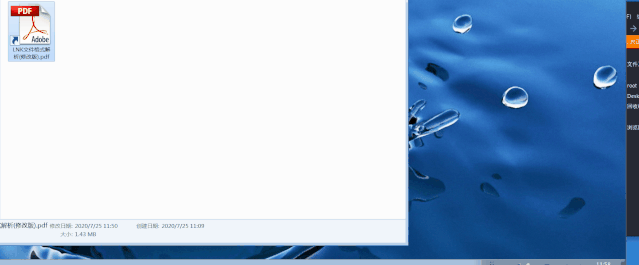 PDF
Adobe
LNK文件格式解
析(修改版).pdf
解析(修改版).pdf 修改日期: 2020/7/25 11:50 创建日期: 2020/7/25 11:09
大小: 1.43 MB
文件
root
Desk
回收
浏览